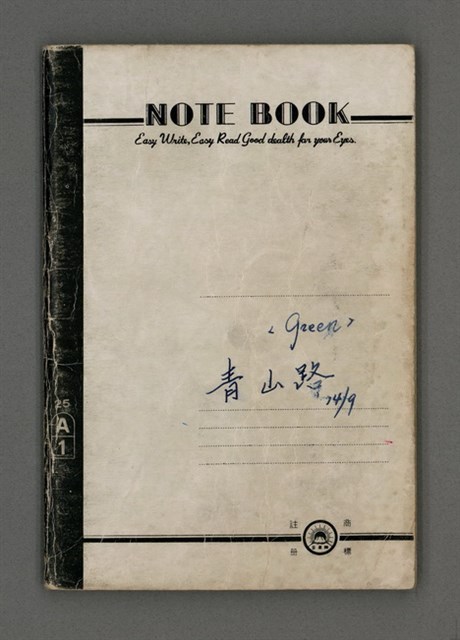 NOTE BOOK
Easy Write, Easy Read Good dealth for your Eyes.
< Green >
青山路
74/9
25
A
1
註 商
冊 標